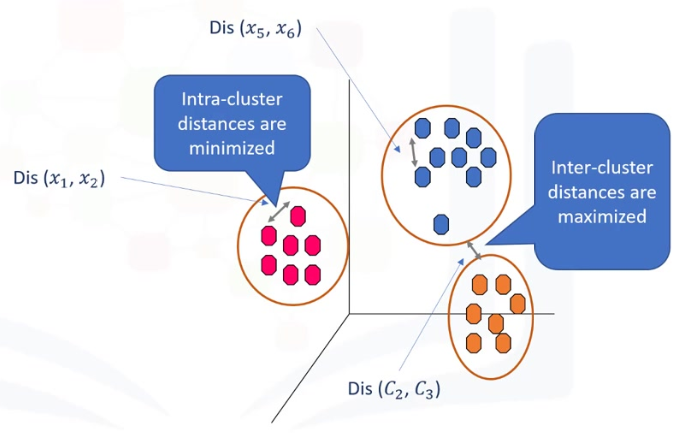 Dis (x₅, x₆)
Intra-cluster
distances are
minimized
Inter-cluster
distances are
maximized
Dis (x₁, x₂)
Dis (C₂, C₃)